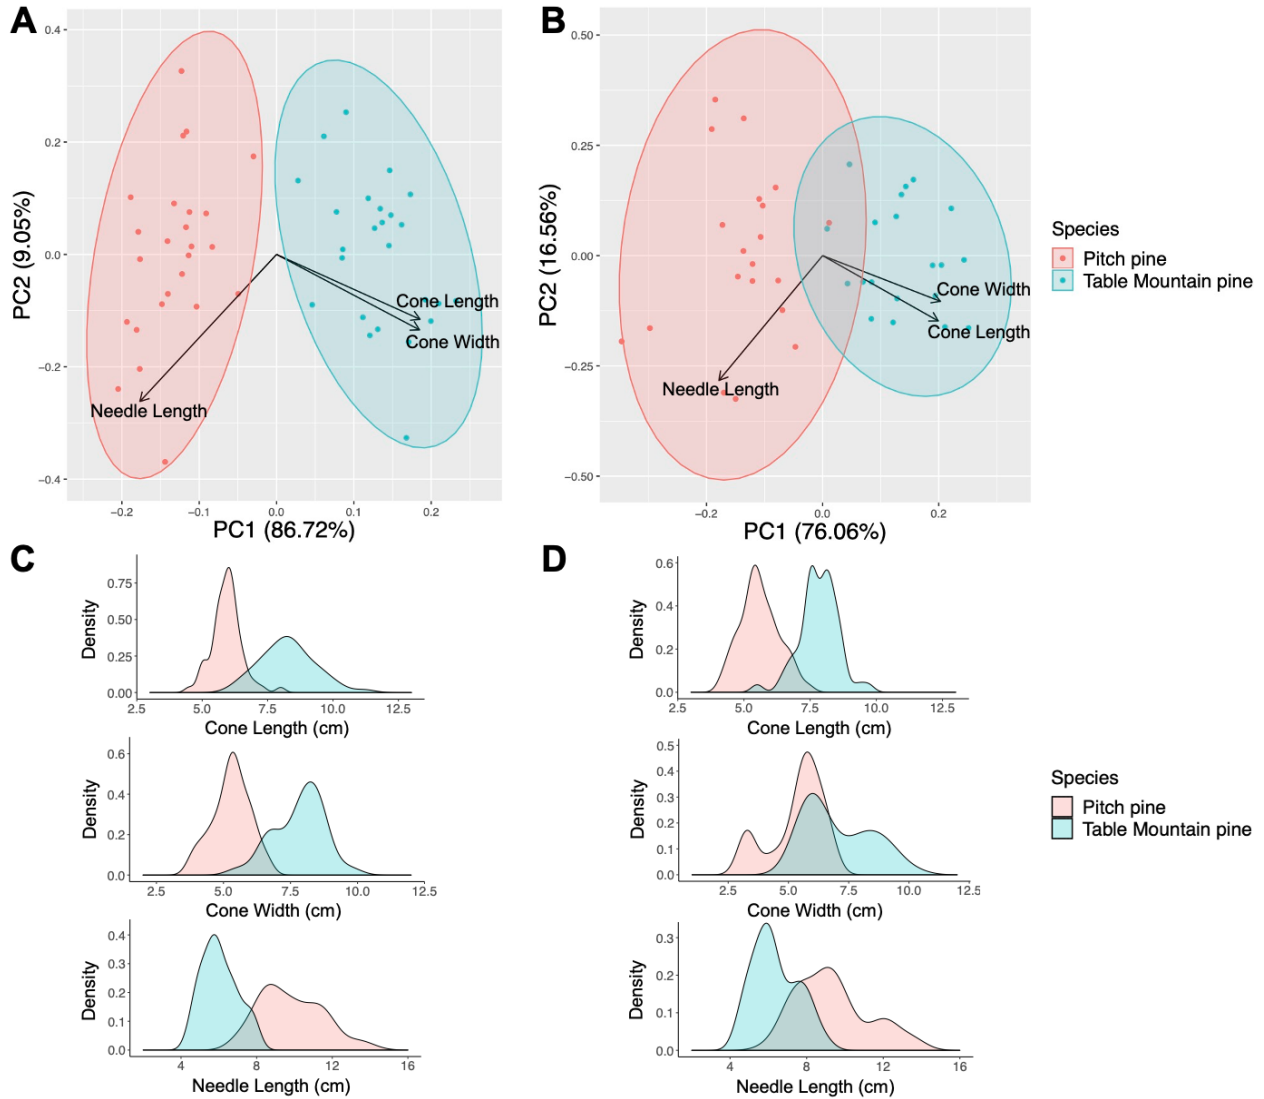 A
B
0.4
0.2
0.0
−0.2
−0.4
PC2 (9.05%)
Cone Length
Cone Width
Needle Length
−0.2
−0.1
0.0
0.1
0.2
PC1 (86.72%)
0.50
0.25
0.00
−0.25
−0.50
PC2 (16.56%)
Cone Width
Cone Length
Needle Length
−0.2
0.0
0.2
PC1 (76.06%)
Species
Pitch pine
Table Mountain pine
C
D
0.75
0.50
0.25
0.00
Density
2.5
5.0
7.5
10.0
12.5
Cone Length (cm)
0.6
0.4
0.2
0.0
Density
2.5
5.0
7.5
10.0
12.5
Cone Width (cm)
0.4
0.3
0.2
0.1
0.0
Density
4
8
12
16
Needle Length (cm)
0.6
0.4
0.2
0.0
Density
2.5
5.0
7.5
10.0
12.5
Cone Length (cm)
0.5
0.4
0.3
0.2
0.1
0.0
Density
2.5
5.0
7.5
10.0
12.5
Cone Width (cm)
0.3
0.2
0.1
0.0
Density
4
8
12
16
Needle Length (cm)
Species
Pitch pine
Table Mountain pine